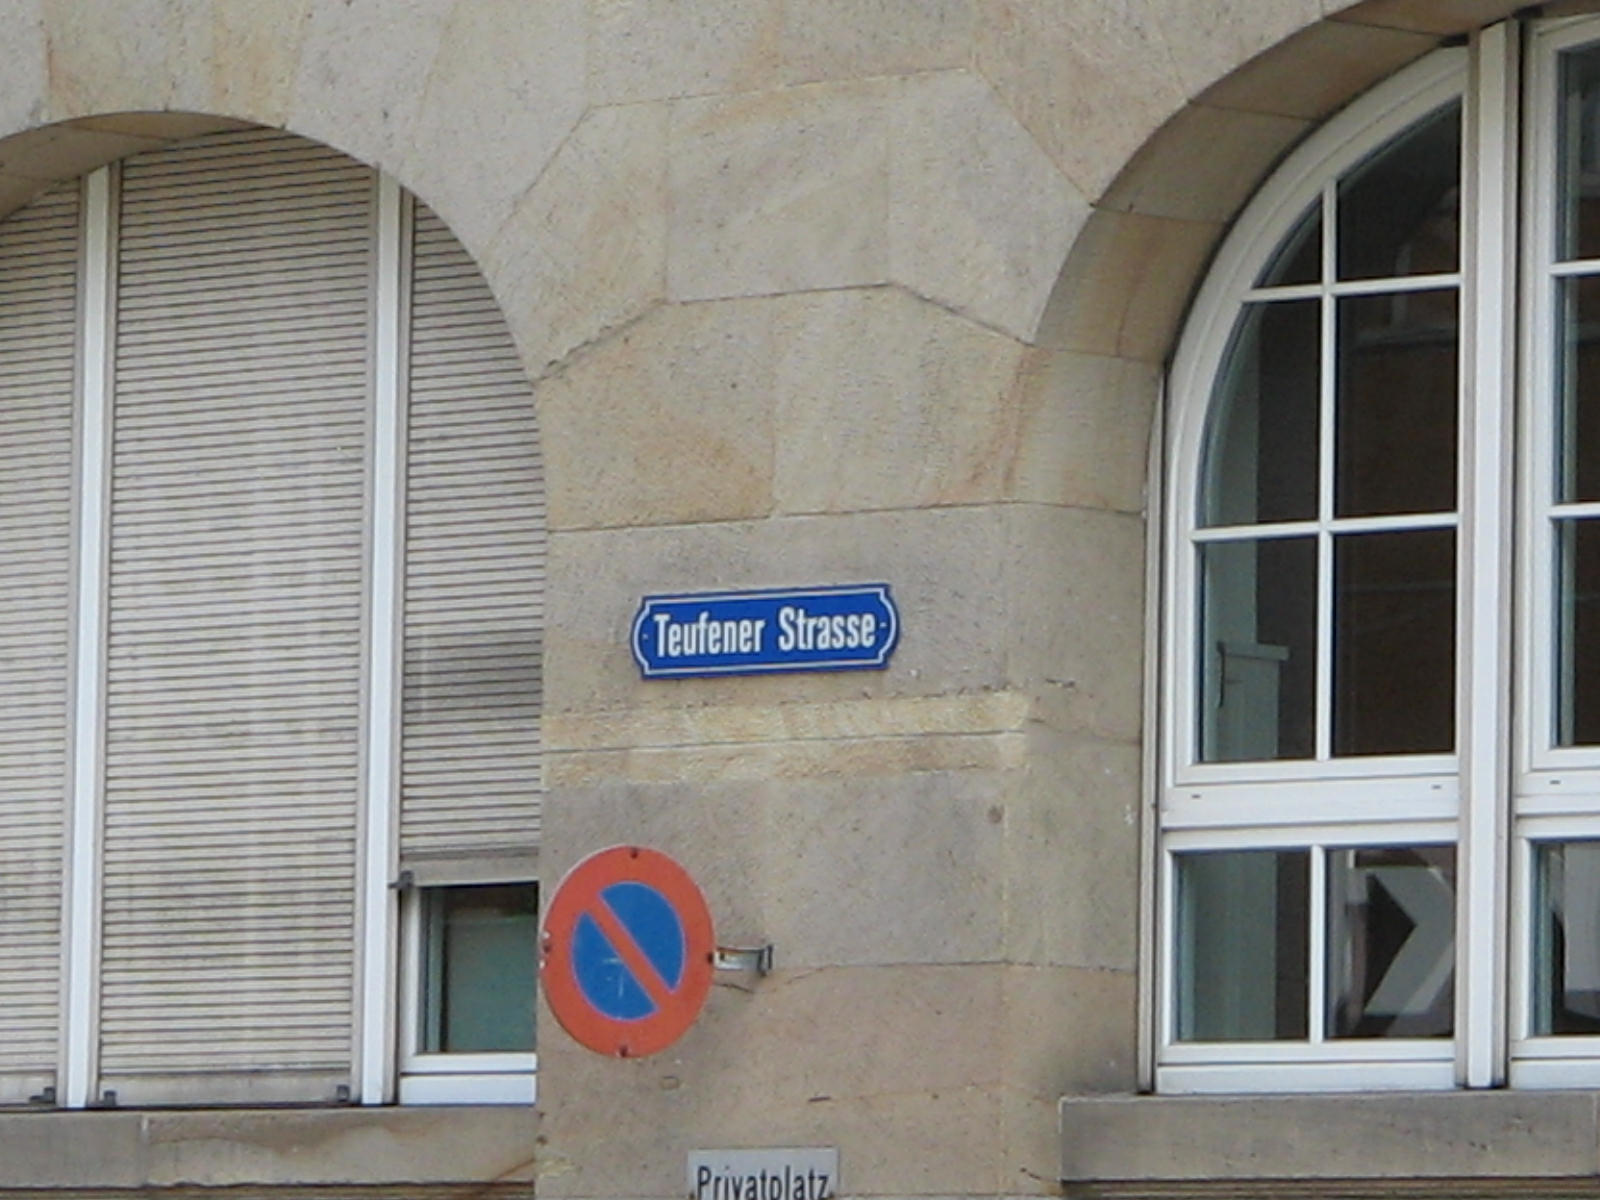 Teufener Strasse
Privatplatz